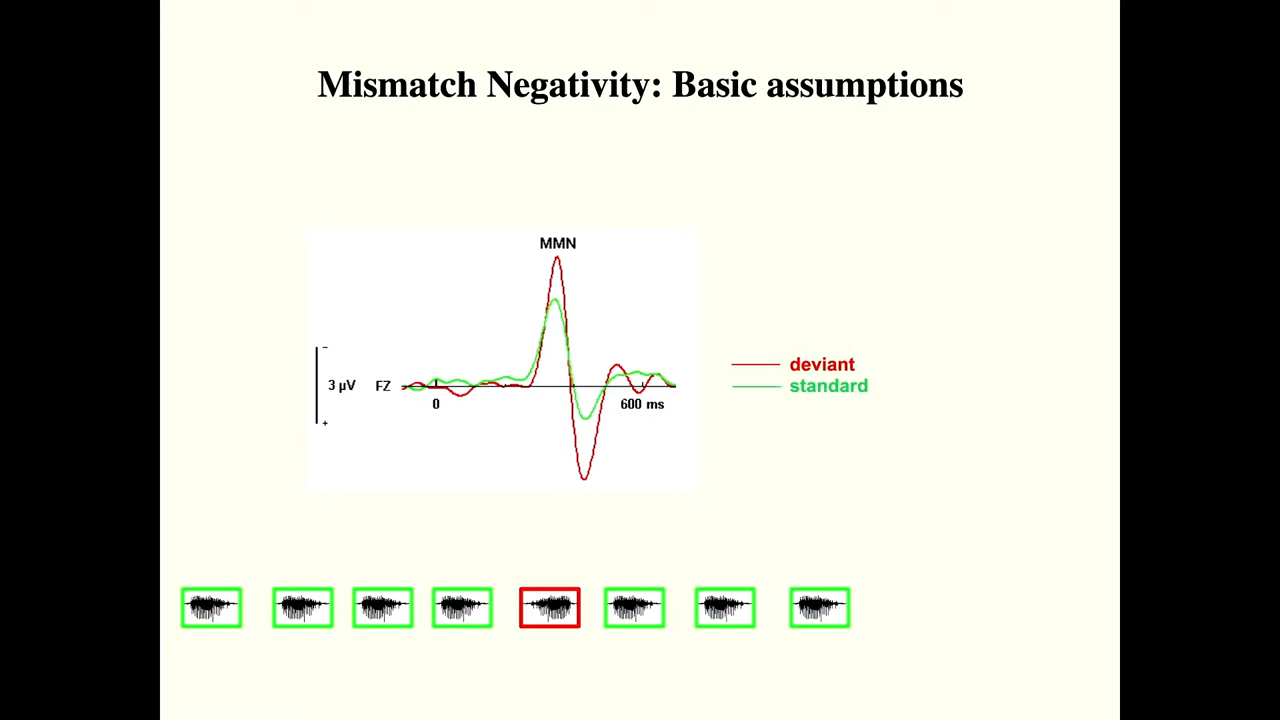 Mismatch Negativity: Basic assumptions
MMN
−
3 µV
+
FZ
0
600 ms
deviant
standard